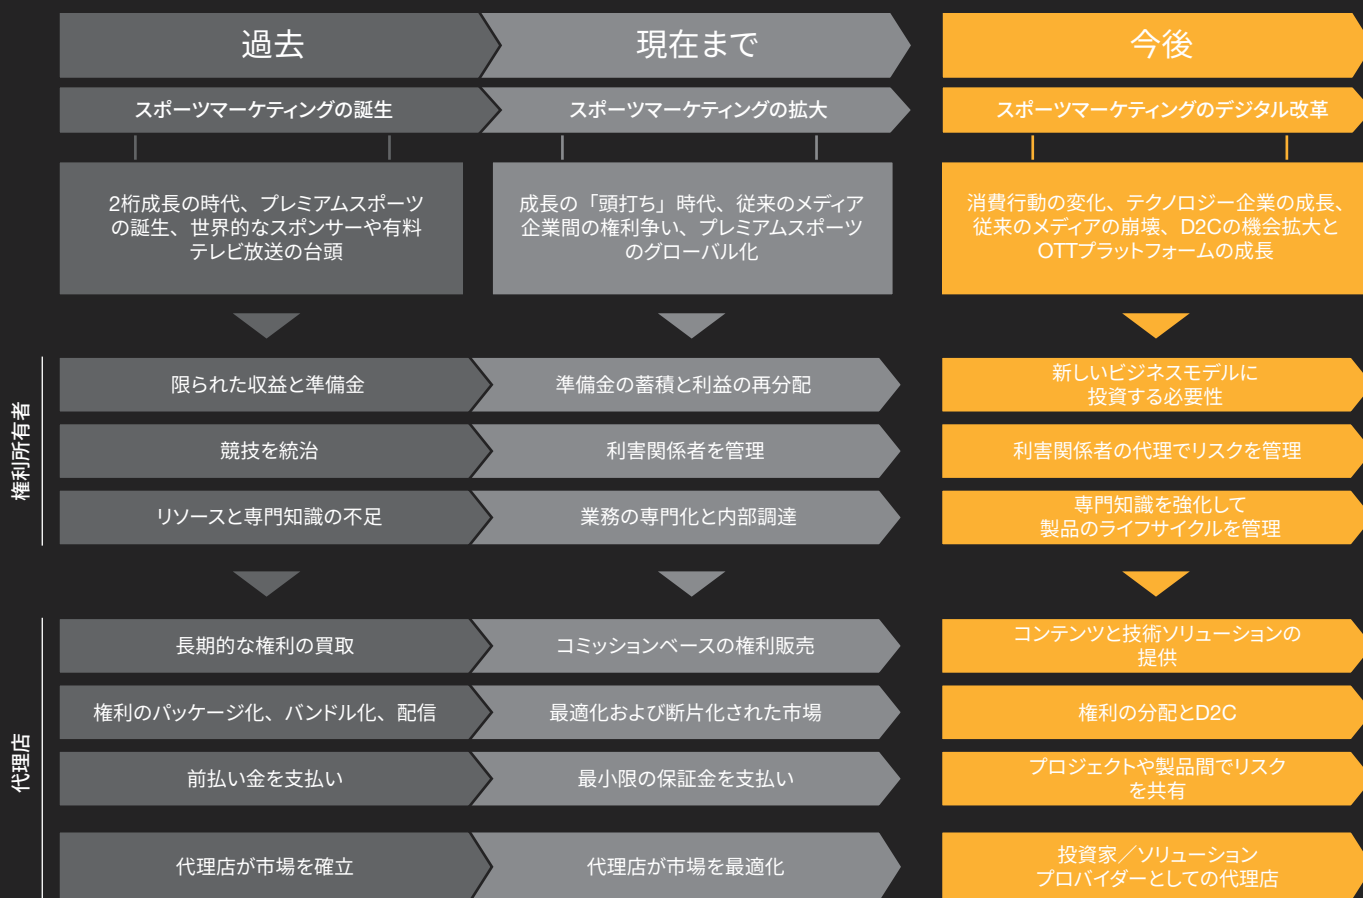 過去
現在まで
今後
スポーツマーケティングの誕生
スポーツマーケティングの拡大
スポーツマーケティングのデジタル改革
2桁成長の時代、プレミアムスポーツ
の誕生、世界的なスポンサーや有料
テレビ放送の台頭
成長の「頭打ち」時代、従来のメディア
企業間の権利争い、プレミアムスポーツ
のグローバル化
消費行動の変化、テクノロジー企業の成長、
従来のメディアの崩壊、D2Cの機会拡大と
OTTプラットフォームの成長
権利所有者
限られた収益と準備金
準備金の蓄積と利益の再分配
新しいビジネスモデルに
投資する必要性
競技を統治
利害関係者を管理
利害関係者の代理でリスクを管理
リソースと専門知識の不足
業務の専門化と内部調達
専門知識を強化して
製品のライフサイクルを管理
代理店
長期的な権利の買取
コミッションベースの権利販売
コンテンツと技術ソリューションの
提供
権利のパッケージ化、バンドル化、配信
最適化および断片化された市場
権利の分配とD2C
前払い金を支払い
最小限の保証金を支払い
プロジェクトや製品間でリスク
を共有
代理店が市場を確立
代理店が市場を最適化
投資家／ソリューション
プロバイダーとしての代理店